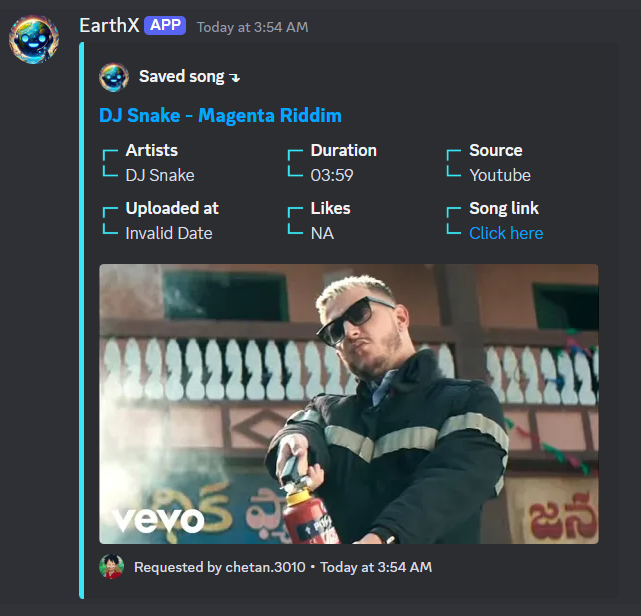 EarthX APP Today at 3:54 AM
Saved song
DJ Snake - Magenta Riddim
Artists Duration Source
DJ Snake 03:59 Youtube
Uploaded at Likes Song link
Invalid Date NA Click here
ధిక ఫ్యా
జన
vevo
Requested by chetan.3010 • Today at 3:54 AM